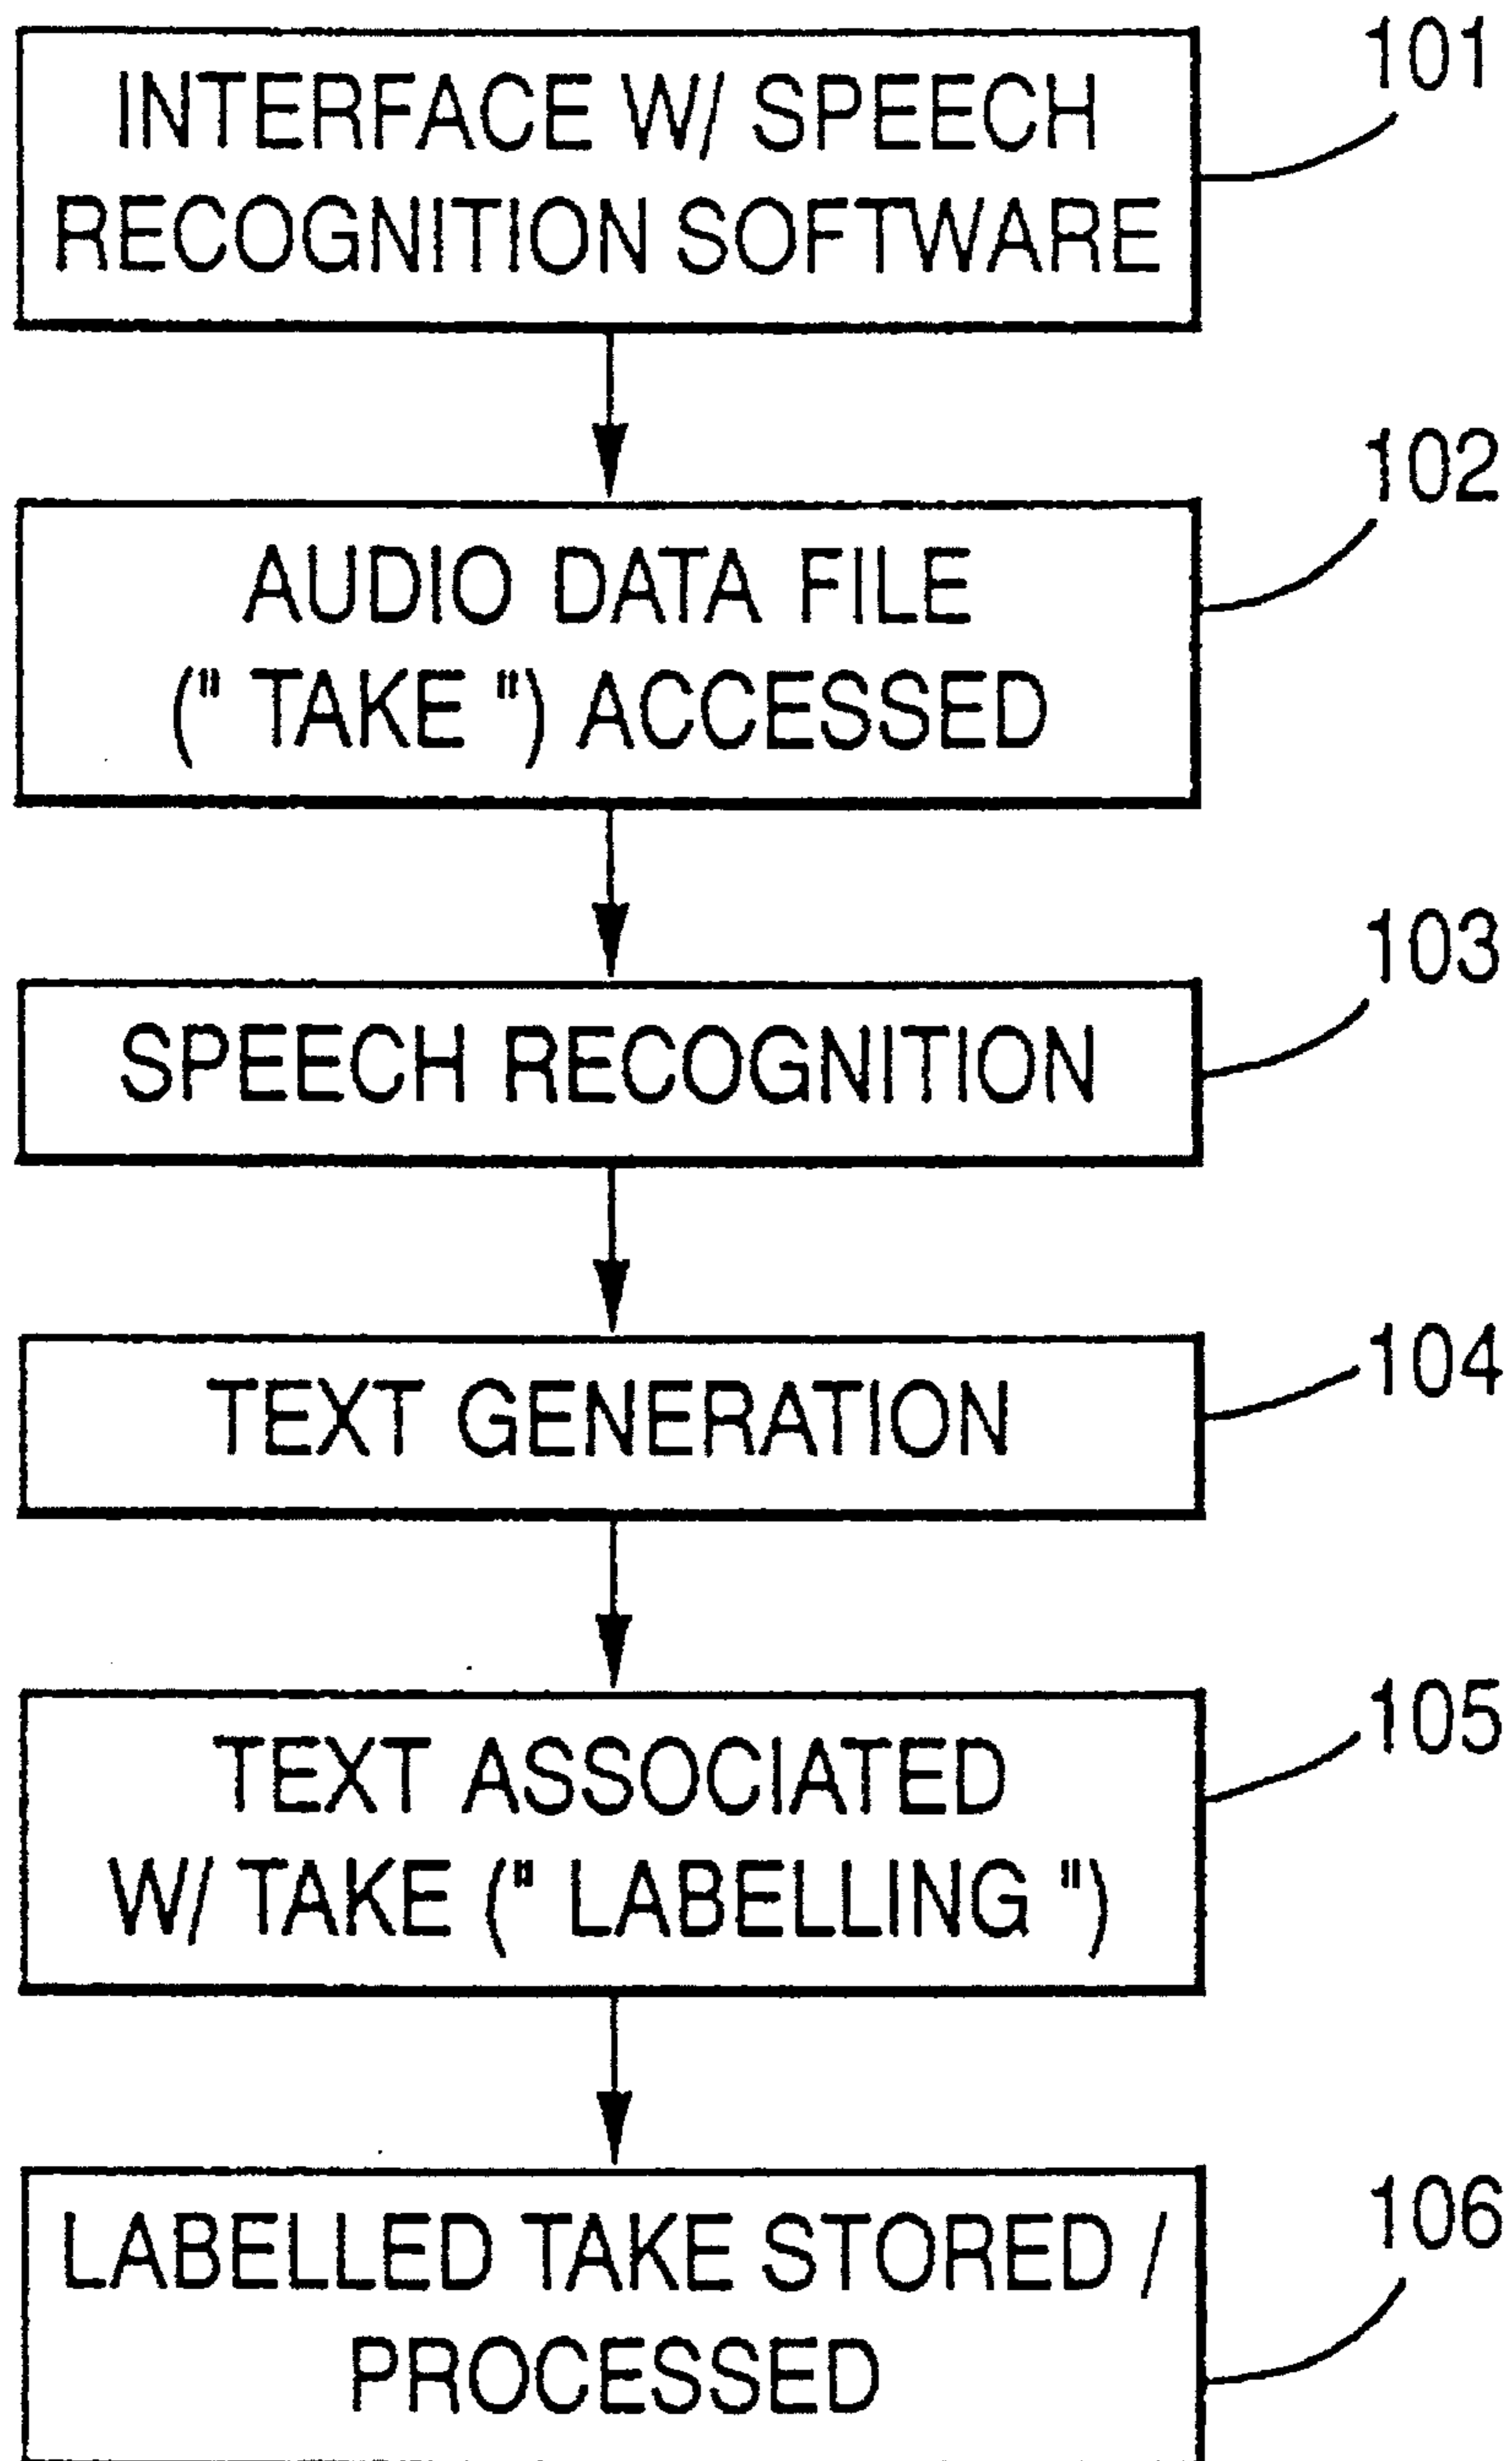 101
INTERFACE W/ SPEECH
RECOGNITION SOFTWARE
102
AUDIO DATA FILE
(" TAKE ") ACCESSED
103
SPEECH RECOGNITION
104
TEXT GENERATION
105
TEXT ASSOCIATED
W/ TAKE (" LABELLING ")
106
LABELLED TAKE STORED /
PROCESSED